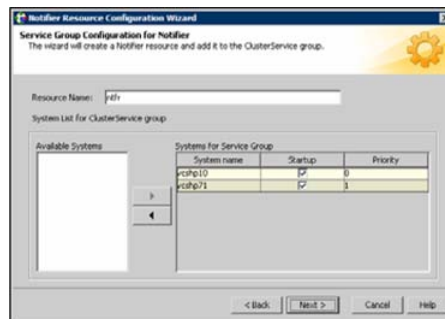 Notifier Resource Configuration Wizard
Service Group Configuration for Notifier
The wizard will create a Notifier resource and add it to the ClusterService group.
Resource Name: ntfr
System List for ClusterService group
Available Systems
Systems for Service Group
System name Startup Priority
vcshp10 0
vcshp71 1
< Back Next > Cancel Help